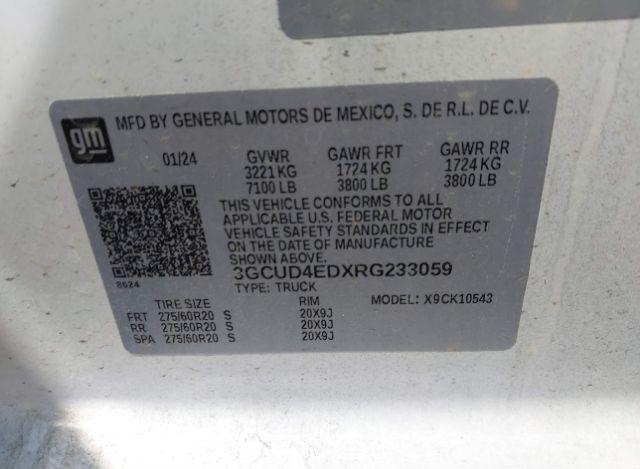 gm MFD BY GENERAL MOTORS DE MEXICO, S. DE R.L. DE C.V.
01/24 GVWR GAWR FRT GAWR RR
3221 KG 1724 KG 1724 KG
7100 LB 3800 LB 3800 LB
THIS VEHICLE CONFORMS TO ALL
APPLICABLE U.S. FEDERAL MOTOR
VEHICLE SAFETY STANDARDS IN EFFECT
ON THE DATE OF MANUFACTURE
SHOWN ABOVE.
3GCUD4EDXRG233059
8624 TYPE: TRUCK MODEL: X9CK10543
TIRE SIZE RIM
FRT 275/60R20 S 20X9J
RR 275/60R20 S 20X9J
SPA 275/60R20 S 20X9J